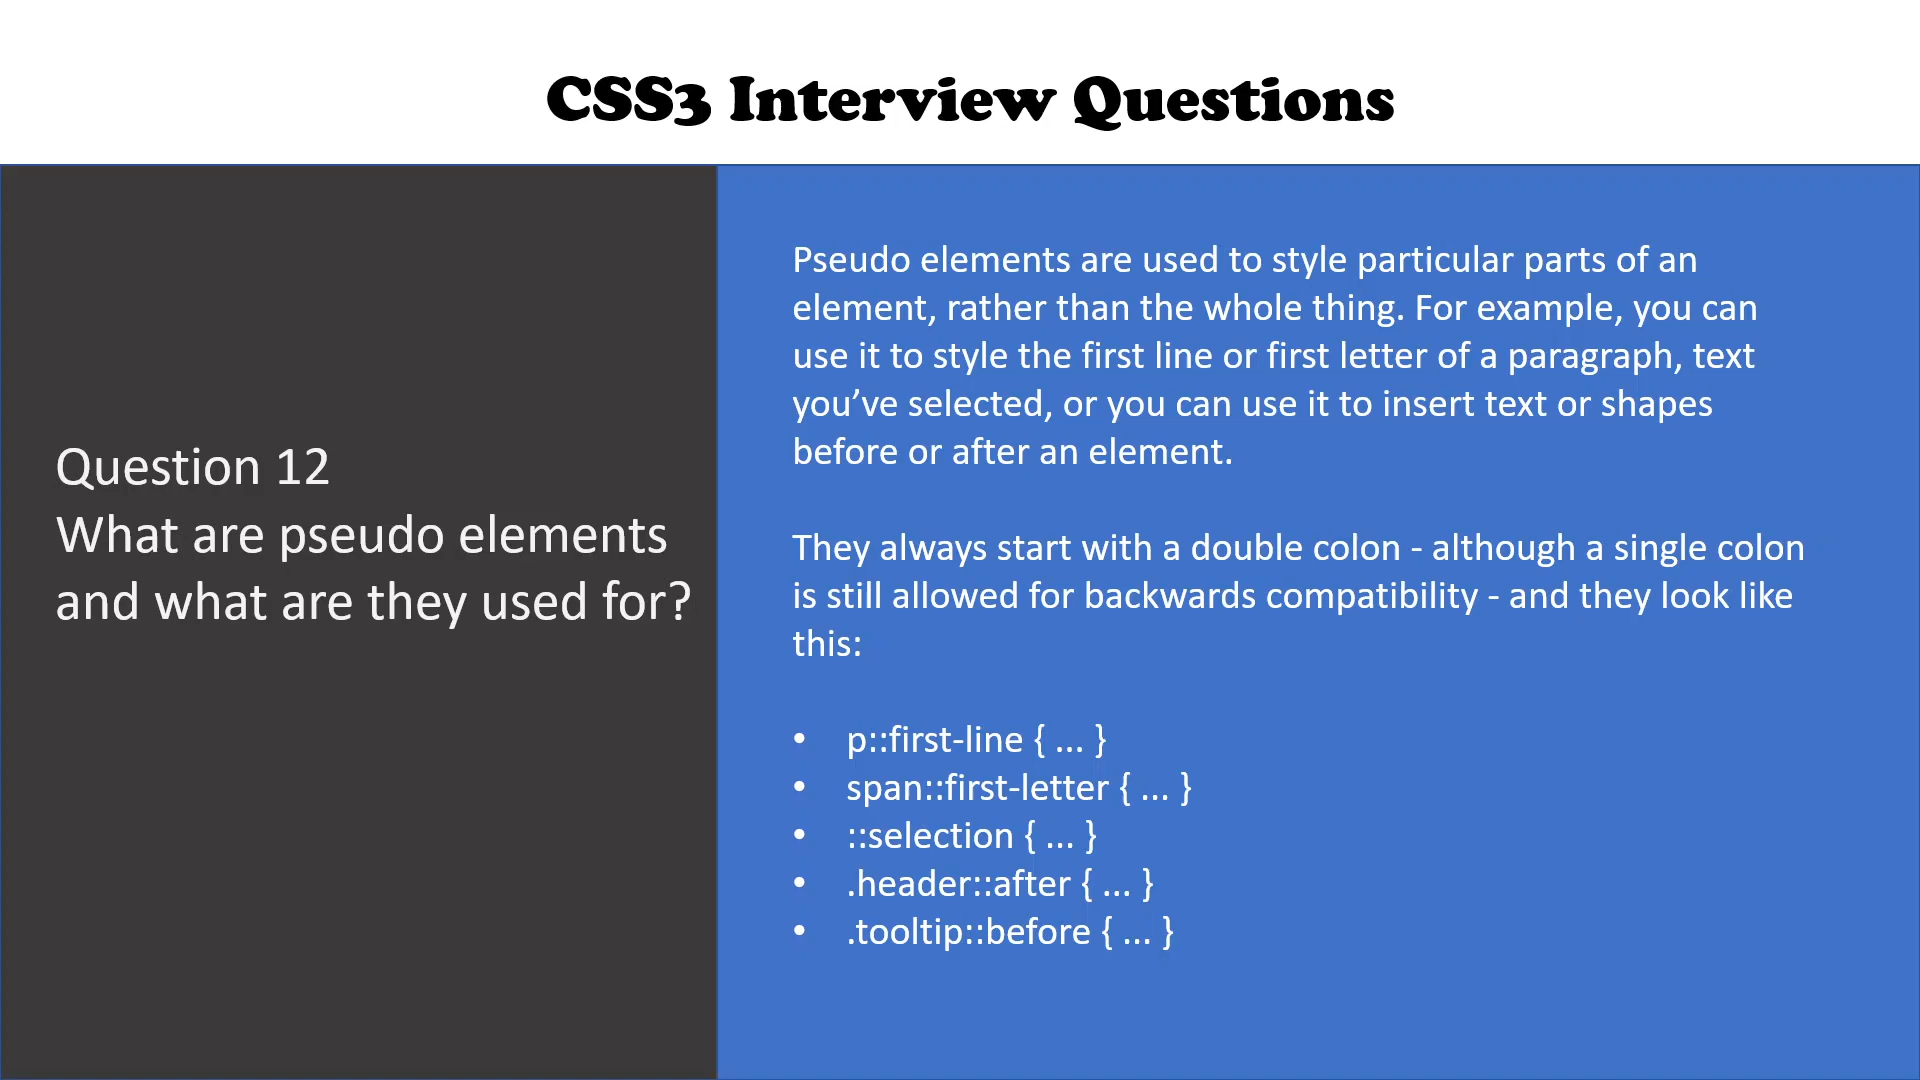 CSS3 Interview Questions
Question 12
What are pseudo elements
and what are they used for?
Pseudo elements are used to style particular parts of an
element, rather than the whole thing. For example, you can
use it to style the first line or first letter of a paragraph, text
you’ve selected, or you can use it to insert text or shapes
before or after an element.
They always start with a double colon - although a single colon
is still allowed for backwards compatibility - and they look like
this:
• p::first-line { ... }
• span::first-letter { ... }
• ::selection { ... }
• .header::after { ... }
• .tooltip::before { ... }